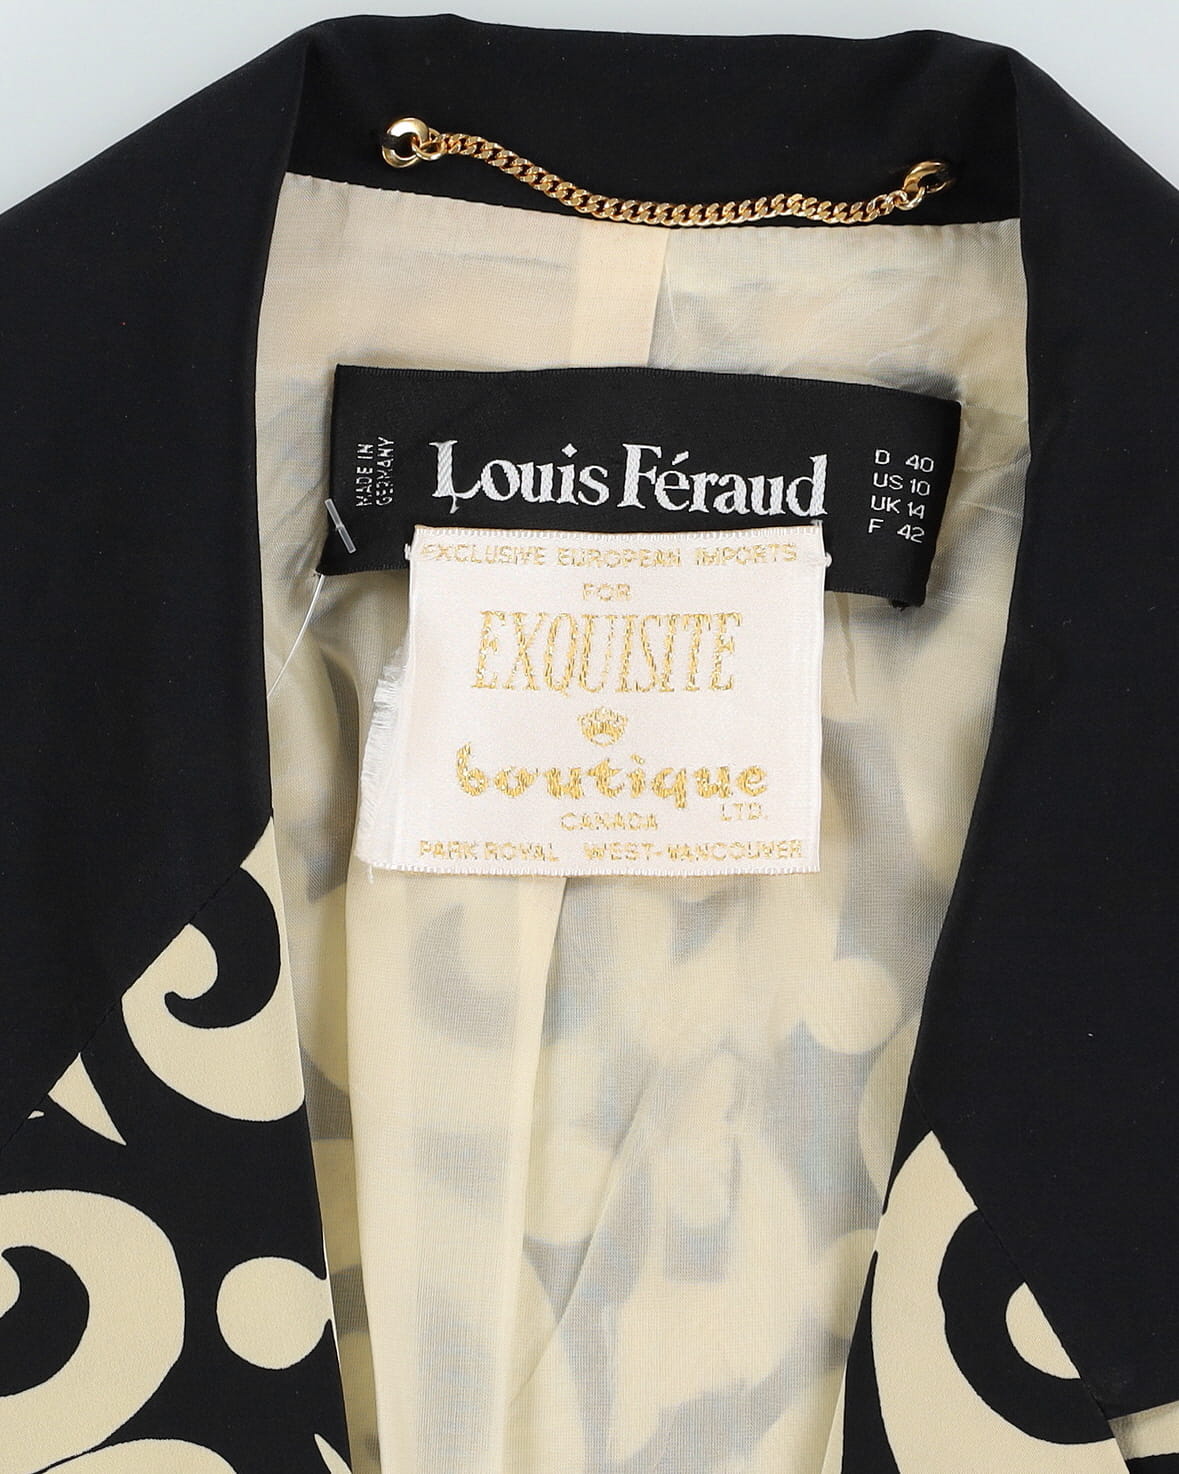 MADE IN
GERMANY
Louis Féraud
D 40
US 10
UK 14
F 42
EXCLUSIVE EUROPEAN IMPORTS
FOR
EXQUISITE
boutique
LTD.
CANADA
PARK ROYAL WEST-VANCOUVER